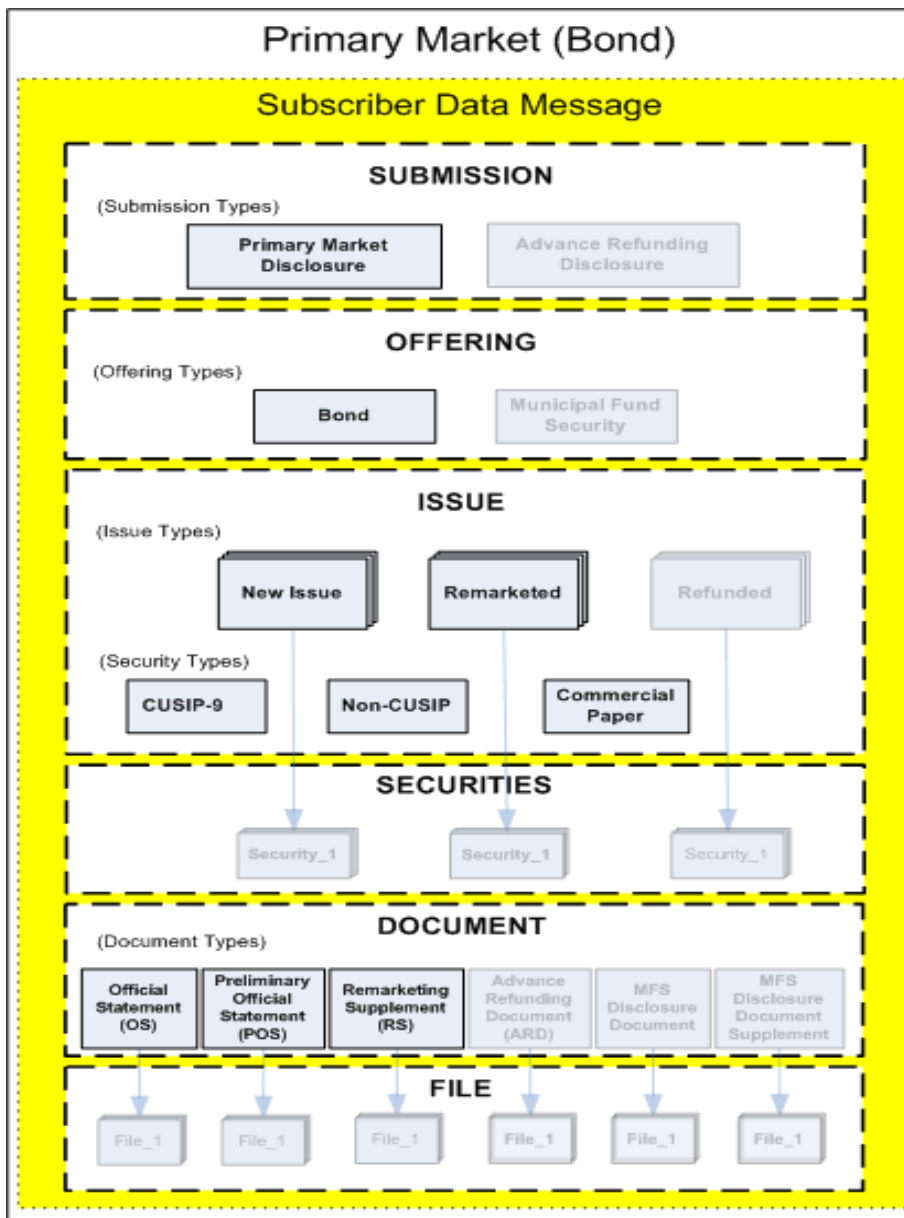 Primary Market (Bond)
Subscriber Data Message
SUBMISSION
(Submission Types)
Primary Market
Disclosure
Advance Refunding
Disclosure
OFFERING
(Offering Types)
Bond
Municipal Fund
Security
ISSUE
(Issue Types)
New Issue
Remarketed
Refunded
(Security Types)
CUSIP-9
Non-CUSIP
Commercial
Paper
SECURITIES
Security_1
Security_1
Security_1
DOCUMENT
(Document Types)
Official
Statement
(OS)
Preliminary
Official
Statement
(POS)
Remarketing
Supplement
(RS)
Advance
Refunding
Document
(ARD)
MFS
Disclosure
Document
MFS
Disclosure
Document
Supplement
FILE
File_1
File_1
File_1
File_1
File_1
File_1